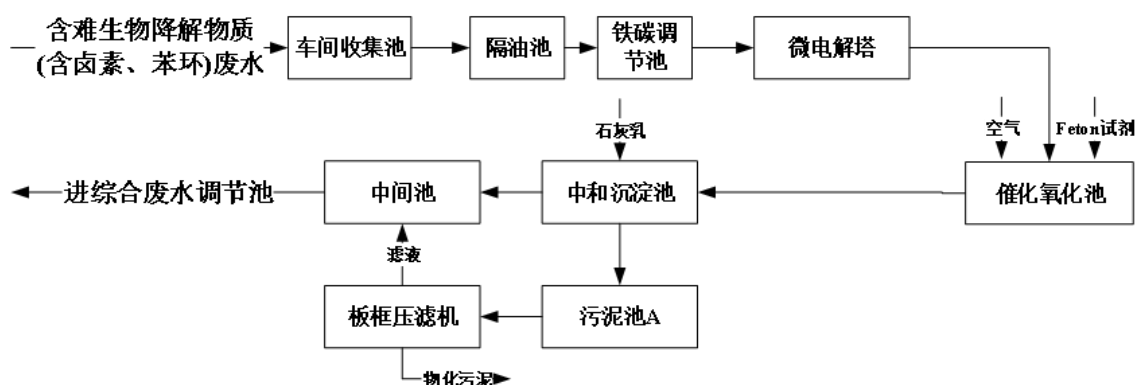 含难生物降解物质
(含卤素、苯环)废水
车间收集池
隔油池
铁碳调
节池
微电解塔
石灰乳
空气
Feton试剂
进综合废水调节池
中间池
中和沉淀池
催化氧化池
滤液
板框压滤机
污泥池A
物化污泥